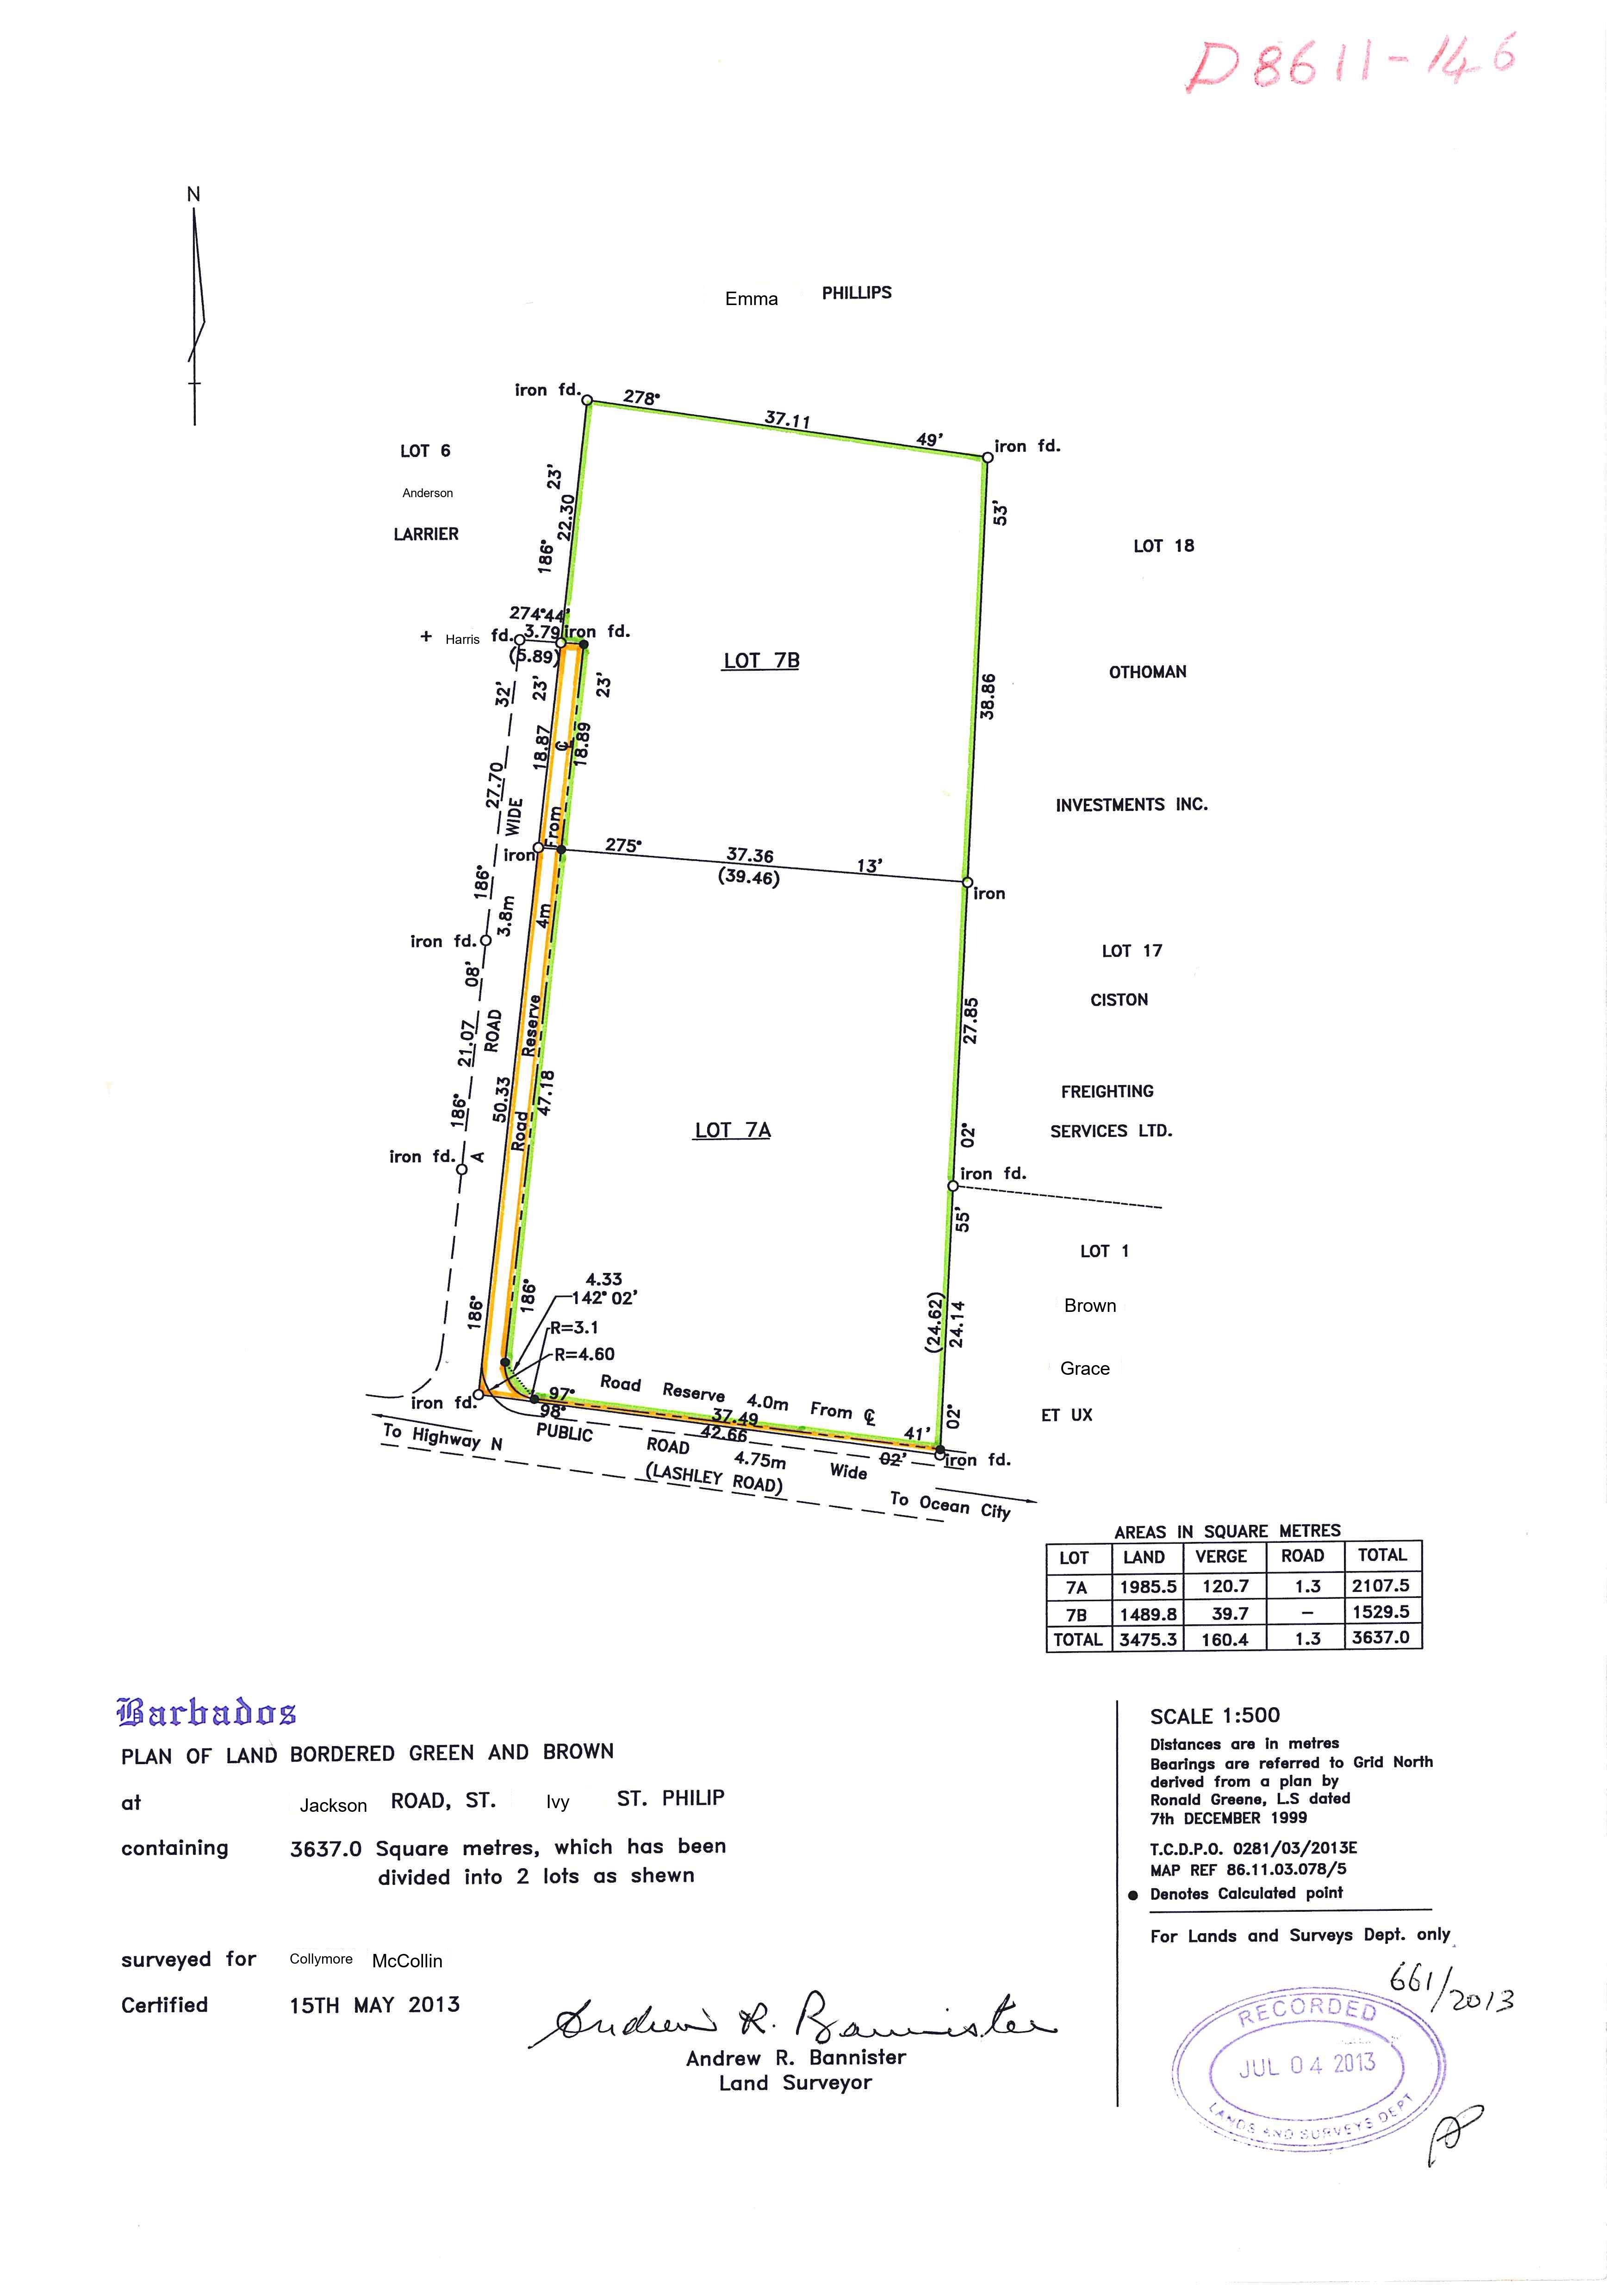 D8611-146
N
Emma PHILLIPS
iron fd.
278° 37.11 49'
iron fd.
LOT 6
Anderson
LARRIER
186° 22.30 23'
53'
LOT 18
274°44'
+ Harris fd. 3.79 iron fd.
(5.89)
LOT 7B
OTHOMAN
32'
23'
23'
38.86
18.87
18.89
27.70
WIDE
INVESTMENTS INC.
From ℄
iron
275° 37.36 13'
(39.46)
iron
186°
3.8m
4m
iron fd.
LOT 17
08'
CISTON
Reserve
27.85
21.07
ROAD
50.33
47.18
FREIGHTING
186°
Road
LOT 7A
02°
SERVICES LTD.
iron fd.
A
iron fd.
55'
LOT 1
4.33
142° 02'
186°
186°
Brown
R=3.1
(24.62)
24.14
R=4.60
Grace
iron fd.
97° Road Reserve 4.0m From ℄
98° 37.49 41'
02°
ET UX
42.66
To Highway N
PUBLIC ROAD 4.75m Wide 02' iron fd.
(LASHLEY ROAD)
To Ocean City
AREAS IN SQUARE METRES
LOT LAND VERGE ROAD TOTAL
7A 1985.5 120.7 1.3 2107.5
7B 1489.8 39.7 – 1529.5
TOTAL 3475.3 160.4 1.3 3637.0
Barbados
PLAN OF LAND BORDERED GREEN AND BROWN
at Jackson ROAD, ST. Ivy ST. PHILIP
containing 3637.0 Square metres, which has been
divided into 2 lots as shewn
surveyed for Collymore McCollin
Certified 15TH MAY 2013
Andrew R. Bannister
Andrew R. Bannister
Land Surveyor
SCALE 1:500
Distances are in metres
Bearings are referred to Grid North
derived from a plan by
Ronald Greene, L.S dated
7th DECEMBER 1999
T.C.D.P.O. 0281/03/2013E
MAP REF 86.11.03.078/5
● Denotes Calculated point
For Lands and Surveys Dept. only
661/2013
RECORDED
JUL 04 2013
LANDS AND SURVEYS DEPT